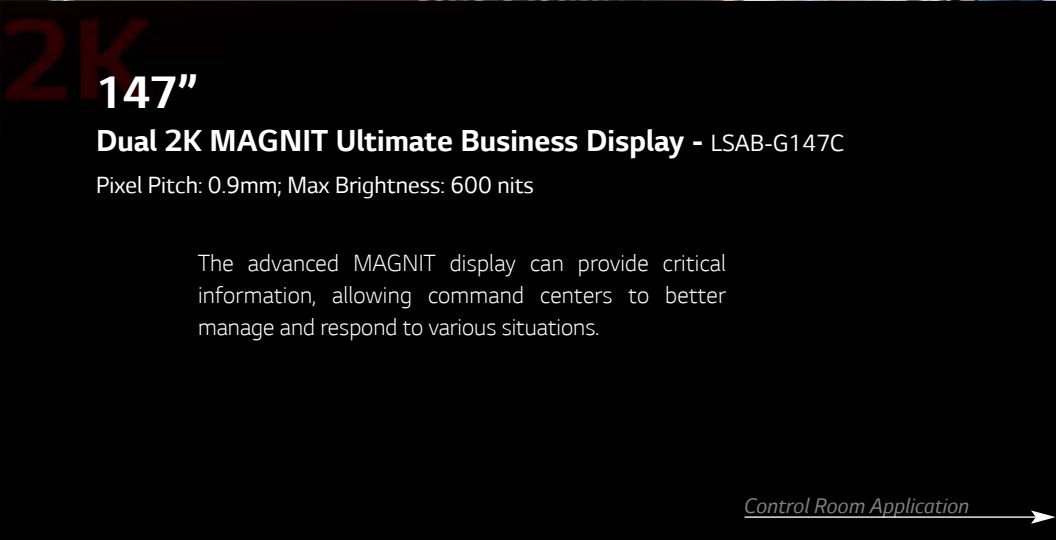 2K
147”
Dual 2K MAGNIT Ultimate Business Display - LSAB-G147C
Pixel Pitch: 0.9mm; Max Brightness: 600 nits
The advanced MAGNIT display can provide critical
information, allowing command centers to better
manage and respond to various situations.
Control Room Application